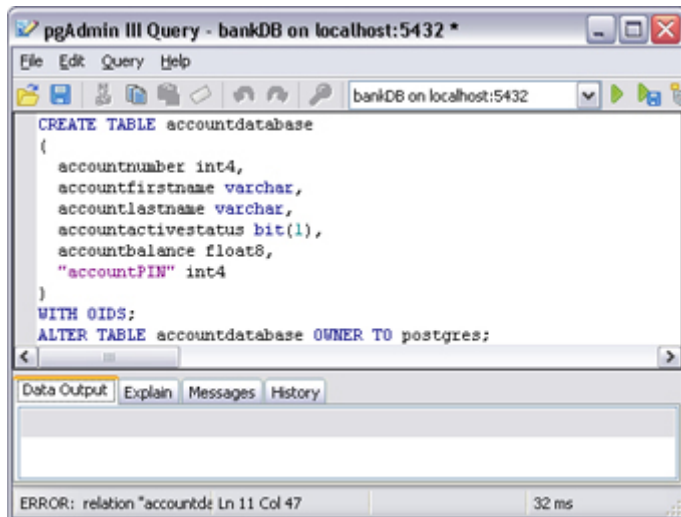 pgAdmin III Query - bankDB on localhost:5432 *
File Edit Query Help
bankDB on localhost:5432
CREATE TABLE accountdatabase
(
accountnumber int4,
accountfirstname varchar,
accountlastname varchar,
accountactivestatus bit(1),
accountbalance float8,
"accountPIN" int4
)
WITH OIDS;
ALTER TABLE accountdatabase OWNER TO postgres;
Data Output Explain Messages History
ERROR: relation "accountda Ln 11 Col 47 32 ms